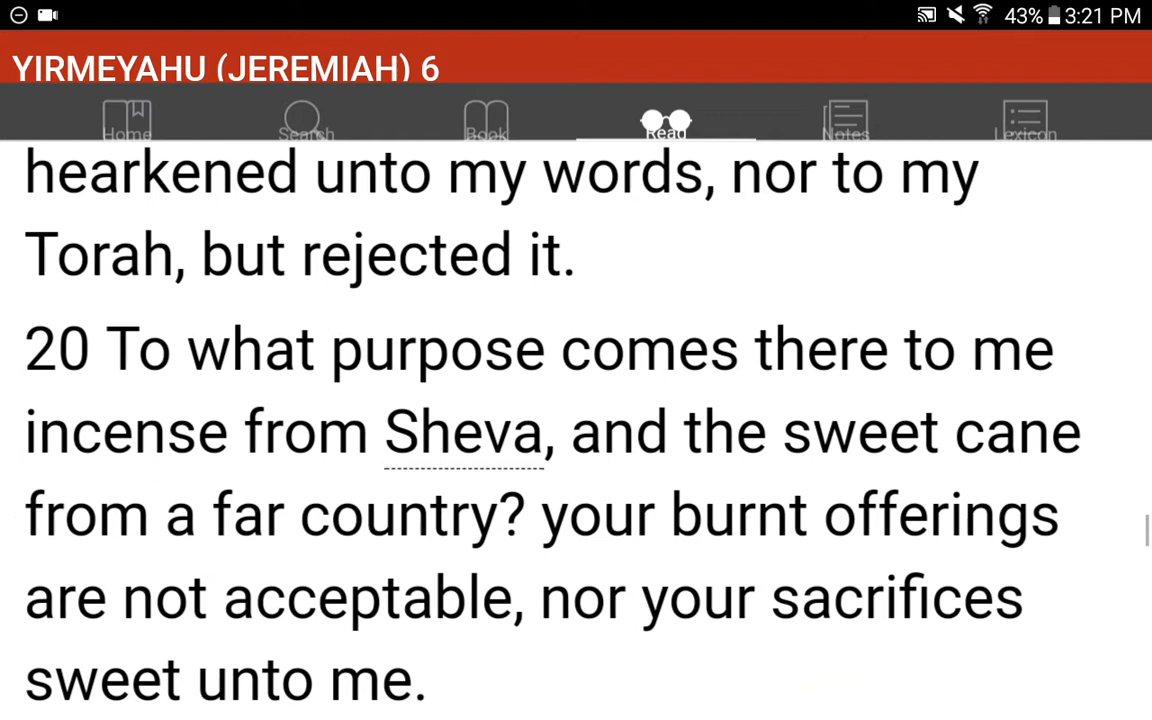 43% 3:21 PM
YIRMEYAHU (JEREMIAH) 6
Home Search Book Read Notes Lexicon
hearkened unto my words, nor to my
Torah, but rejected it.
20 To what purpose comes there to me
incense from Sheva, and the sweet cane
from a far country? your burnt offerings
are not acceptable, nor your sacrifices
sweet unto me.